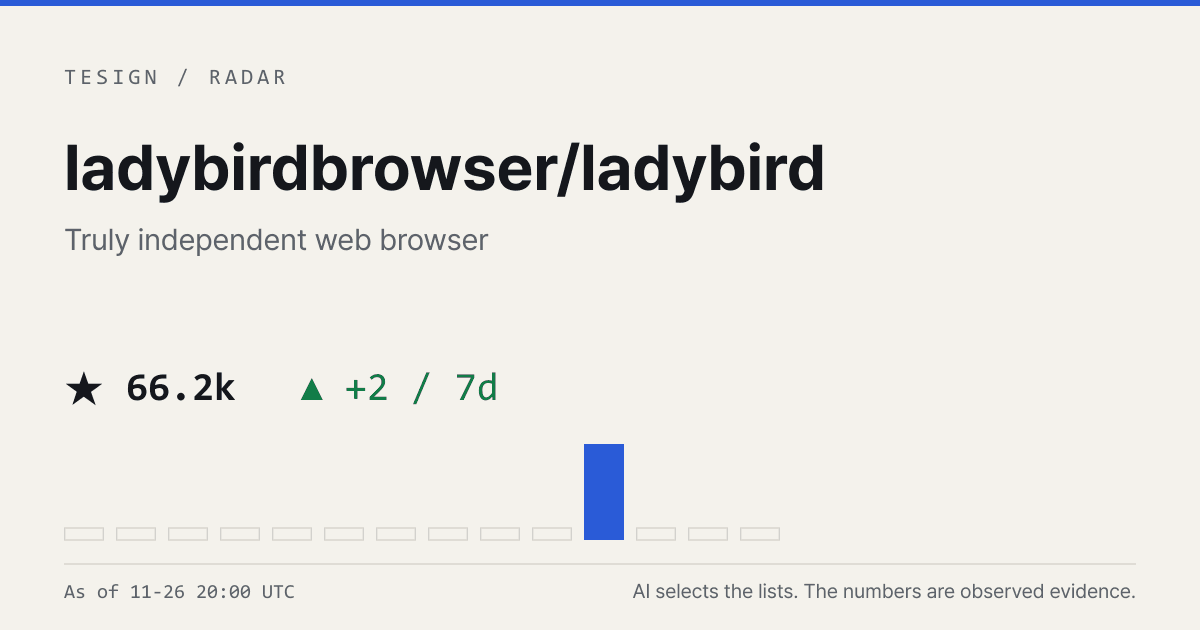 TESIGN / RADAR
ladybirdbrowser/ladybird
Truly independent web browser
★ 66.2k ▲ +2 / 7d
As of 11-26 20:00 UTC
AI selects the lists. The numbers are observed evidence.